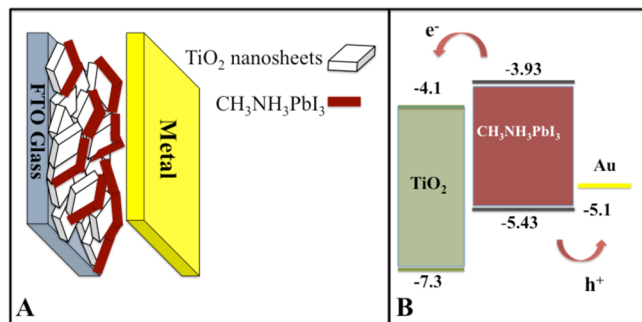 TiO2 nanosheets
CH3NH3PbI3
FTO Glass
Metal
A
e-
-4.1
-3.93
CH3NH3PbI3
TiO2
Au
-5.1
-5.43
-7.3
h+
B